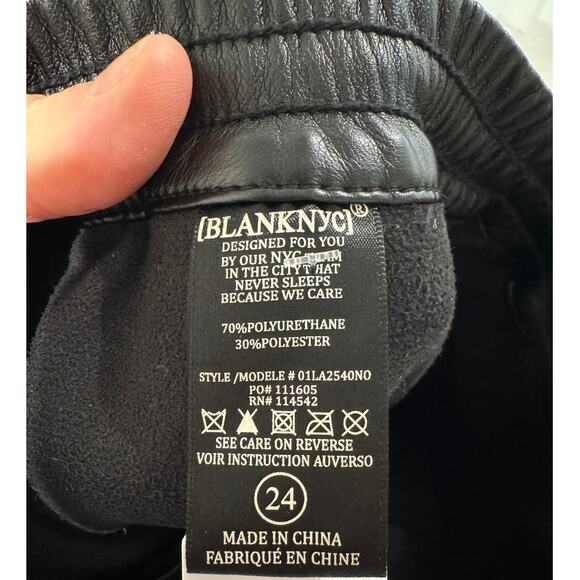 [BLANKNYC]®
DESIGNED FOR YOU
BY OUR NYC TEAM
IN THE CITY THAT
NEVER SLEEPS
BECAUSE WE CARE
70%POLYURETHANE
30%POLYESTER
STYLE /MODELE # 01LA2540NO
PO# 111605
RN# 114542
SEE CARE ON REVERSE
VOIR INSTRUCTION AUVERSO
24
MADE IN CHINA
FABRIQUÉ EN CHINE